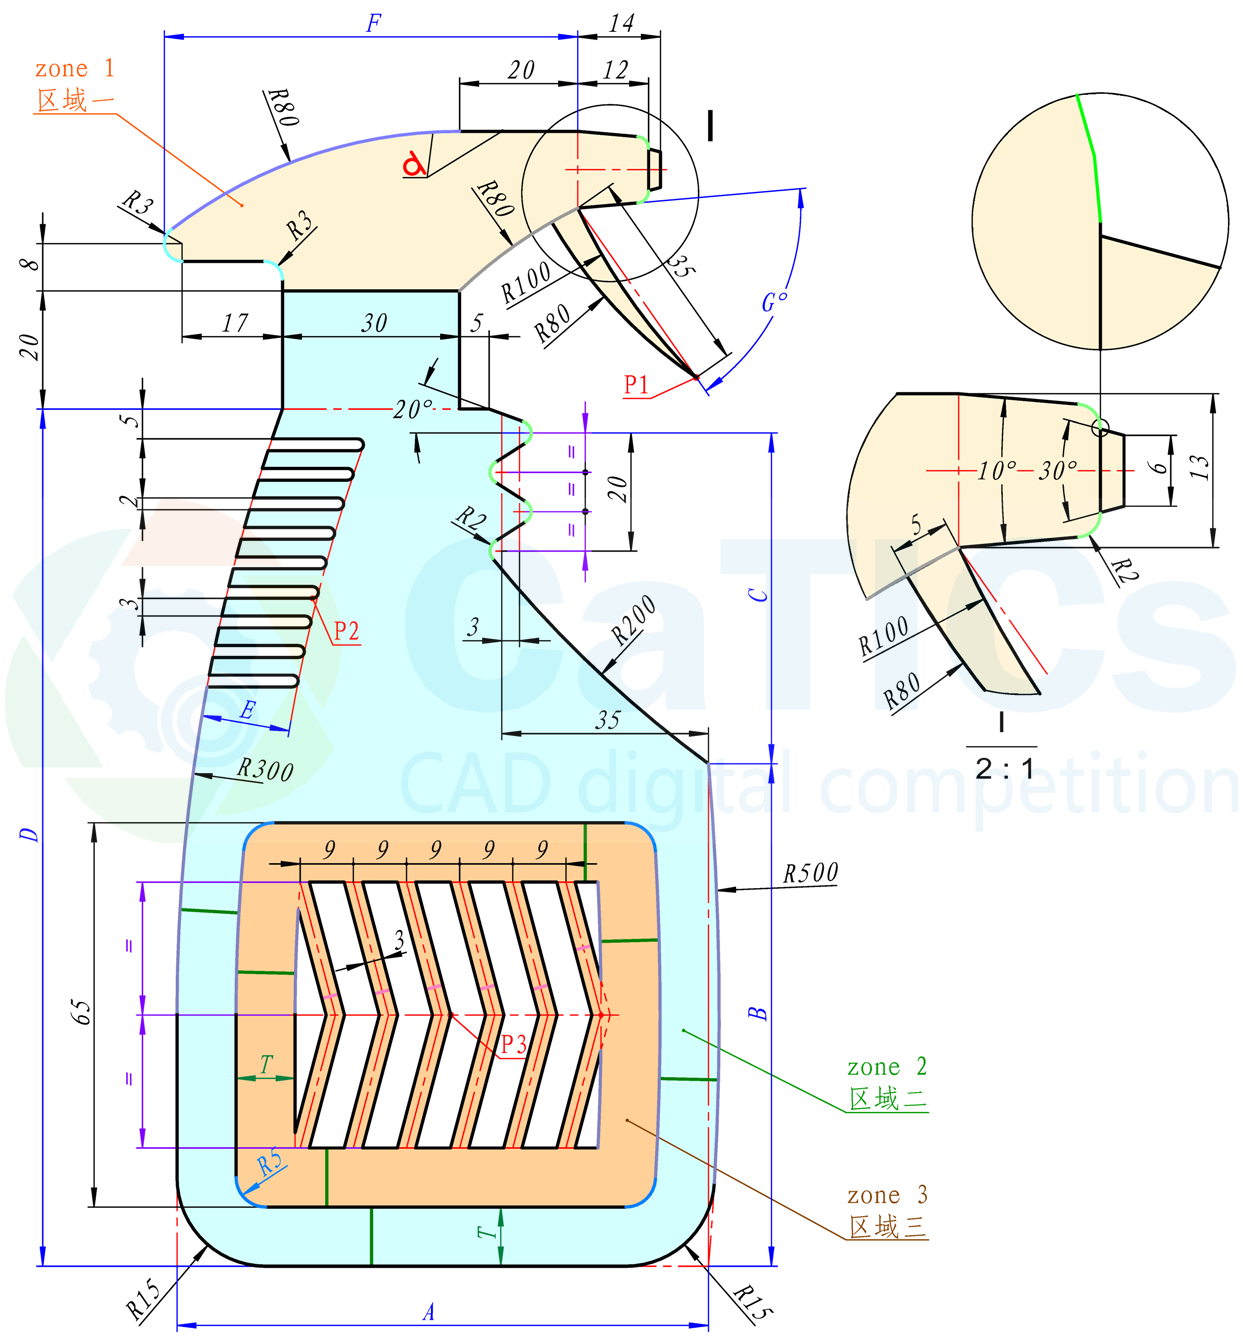 F
14
20
12
zone 1
区域一
R80
I
R3
R3
R80
8
R100
35
R80
G°
17
30
5
20
P1
20°
5
=
=
=
20
2
R2
3
P2
3
C
R200
10°
30°
6
13
5
R2
R100
R80
I
2:1
CaTICs
CAD digital competition
E
35
R300
D
9
9
9
9
9
R500
=
3
65
B
P3
=
T
zone 2
区域二
R5
T
zone 3
区域三
R15
A
R15